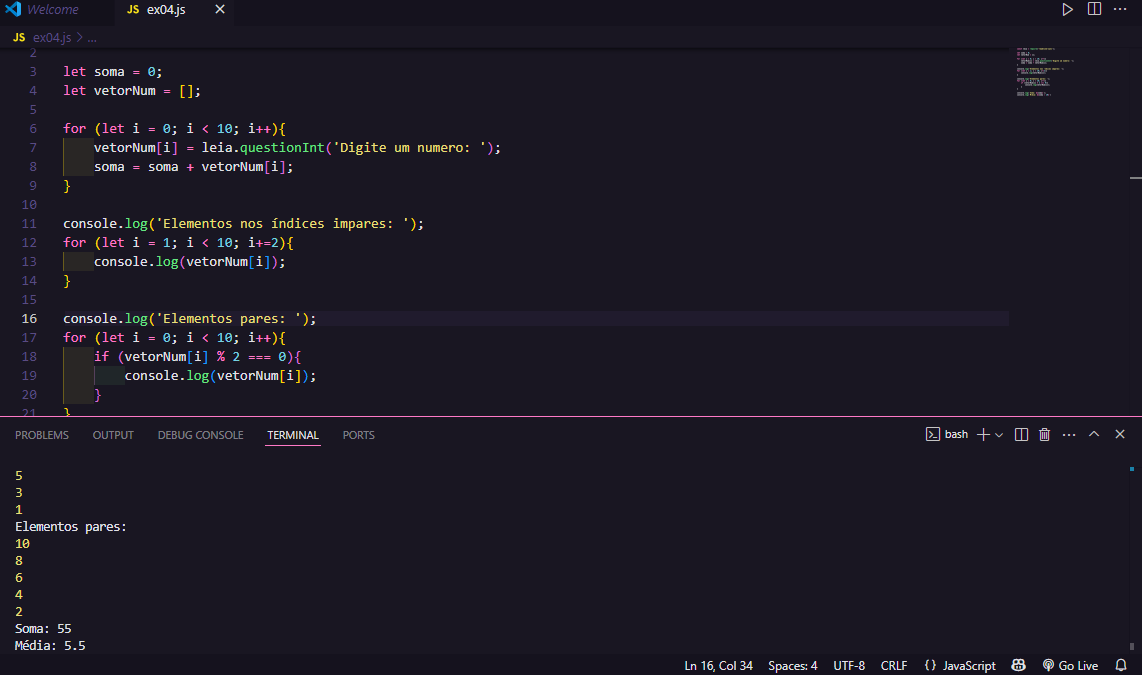 Welcome
JS ex04.js
JS ex04.js > ...
2
3 let soma = 0;
4 let vetorNum = [];
5
6 for (let i = 0; i < 10; i++){
7 vetorNum[i] = leia.questionInt('Digite um numero: ');
8 soma = soma + vetorNum[i];
9 }
10
11 console.log('Elementos nos índices impares: ');
12 for (let i = 1; i < 10; i+=2){
13 console.log(vetorNum[i]);
14 }
15
16 console.log('Elementos pares: ');
17 for (let i = 0; i < 10; i++){
18 if (vetorNum[i] % 2 === 0){
19 console.log(vetorNum[i]);
20 }
21 }
PROBLEMS OUTPUT DEBUG CONSOLE TERMINAL PORTS bash
5
3
1
Elementos pares:
10
8
6
4
2
Soma: 55
Média: 5.5
Ln 16, Col 34 Spaces: 4 UTF-8 CRLF {} JavaScript Go Live